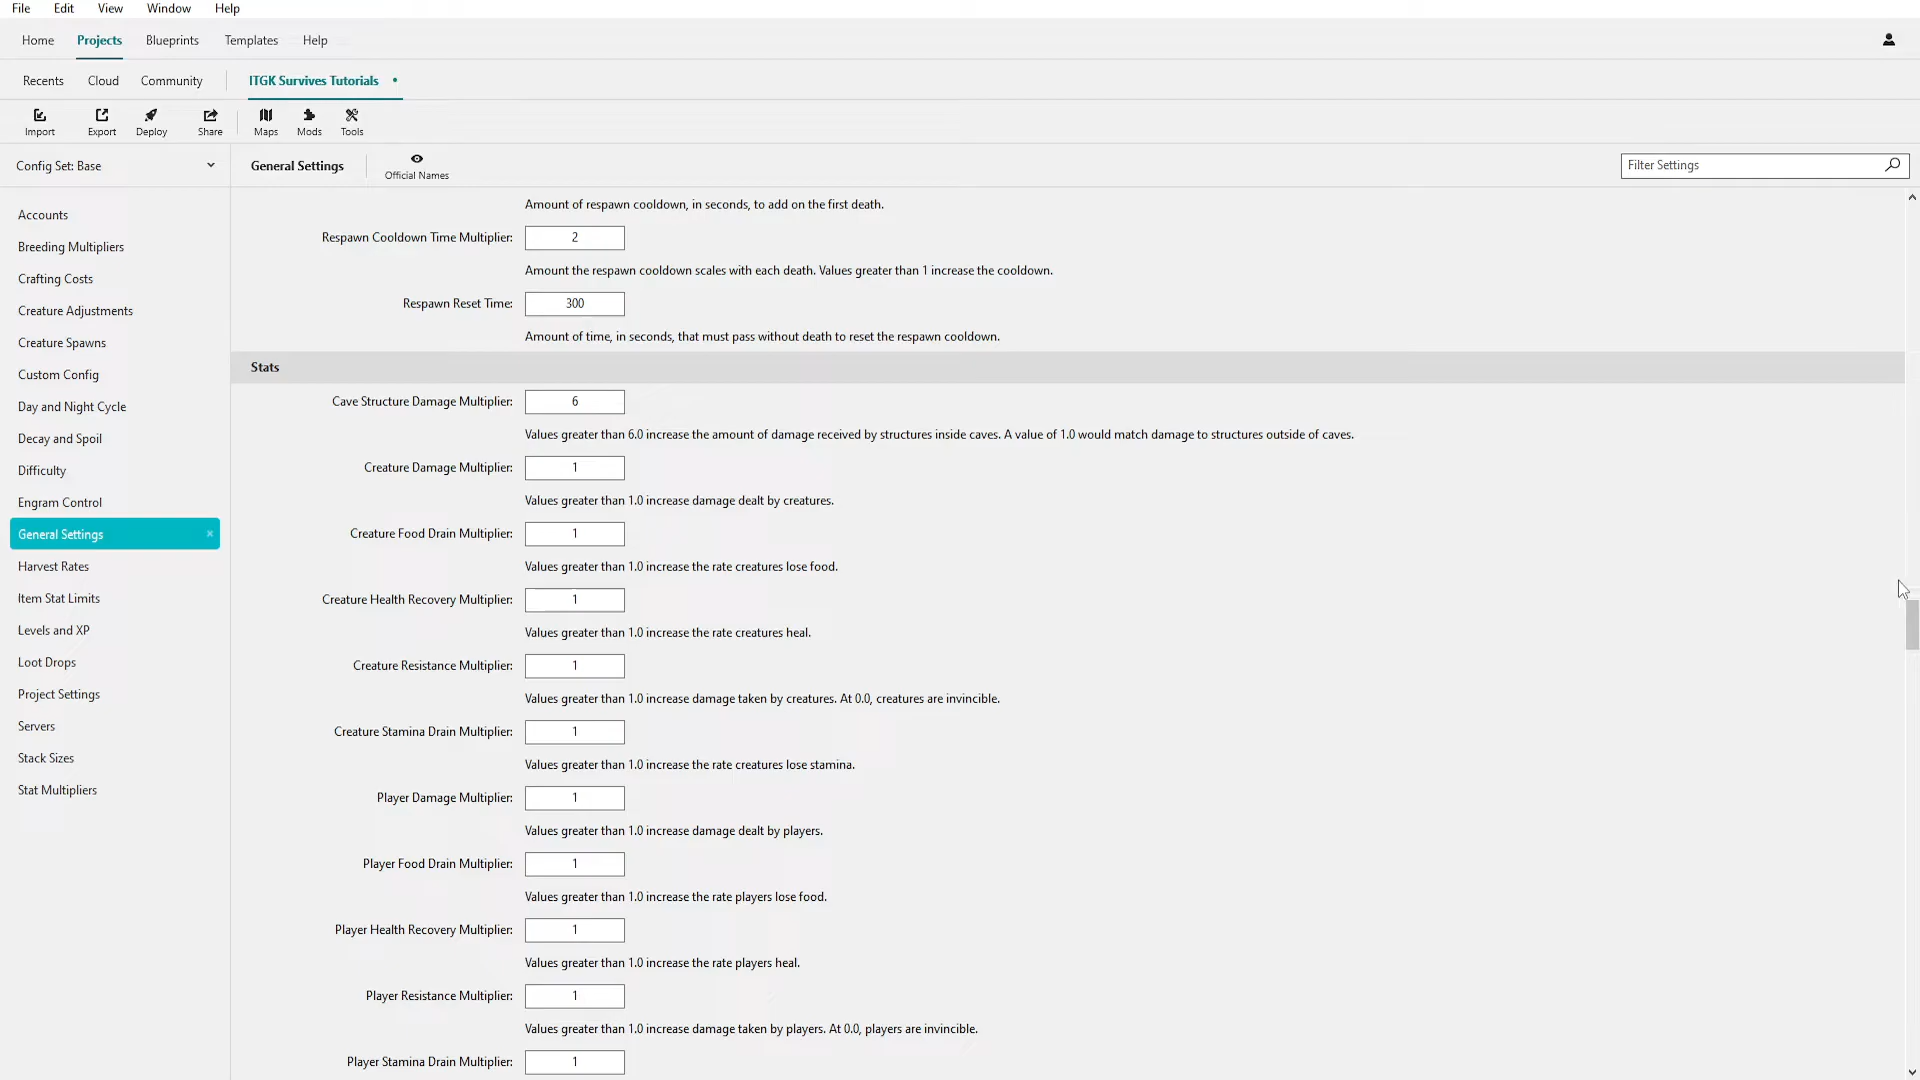 File Edit View Window Help
Home Projects Blueprints Templates Help
Recents Cloud Community ITGK Survives Tutorials •
Import Export Deploy Share Maps Mods Tools
Config Set: Base General Settings Official Names Filter Settings
Accounts
Breeding Multipliers
Crafting Costs
Creature Adjustments
Creature Spawns
Custom Config
Day and Night Cycle
Decay and Spoil
Difficulty
Engram Control
General Settings ×
Harvest Rates
Item Stat Limits
Levels and XP
Loot Drops
Project Settings
Servers
Stack Sizes
Stat Multipliers
Amount of respawn cooldown, in seconds, to add on the first death.
Respawn Cooldown Time Multiplier: 2
Amount the respawn cooldown scales with each death. Values greater than 1 increase the cooldown.
Respawn Reset Time: 300
Amount of time, in seconds, that must pass without death to reset the respawn cooldown.
Stats
Cave Structure Damage Multiplier: 6
Values greater than 6.0 increase the amount of damage received by structures inside caves. A value of 1.0 would match damage to structures outside of caves.
Creature Damage Multiplier: 1
Values greater than 1.0 increase damage dealt by creatures.
Creature Food Drain Multiplier: 1
Values greater than 1.0 increase the rate creatures lose food.
Creature Health Recovery Multiplier: 1
Values greater than 1.0 increase the rate creatures heal.
Creature Resistance Multiplier: 1
Values greater than 1.0 increase damage taken by creatures. At 0.0, creatures are invincible.
Creature Stamina Drain Multiplier: 1
Values greater than 1.0 increase the rate creatures lose stamina.
Player Damage Multiplier: 1
Values greater than 1.0 increase damage dealt by players.
Player Food Drain Multiplier: 1
Values greater than 1.0 increase the rate players lose food.
Player Health Recovery Multiplier: 1
Values greater than 1.0 increase the rate players heal.
Player Resistance Multiplier: 1
Values greater than 1.0 increase damage taken by players. At 0.0, players are invincible.
Player Stamina Drain Multiplier: 1